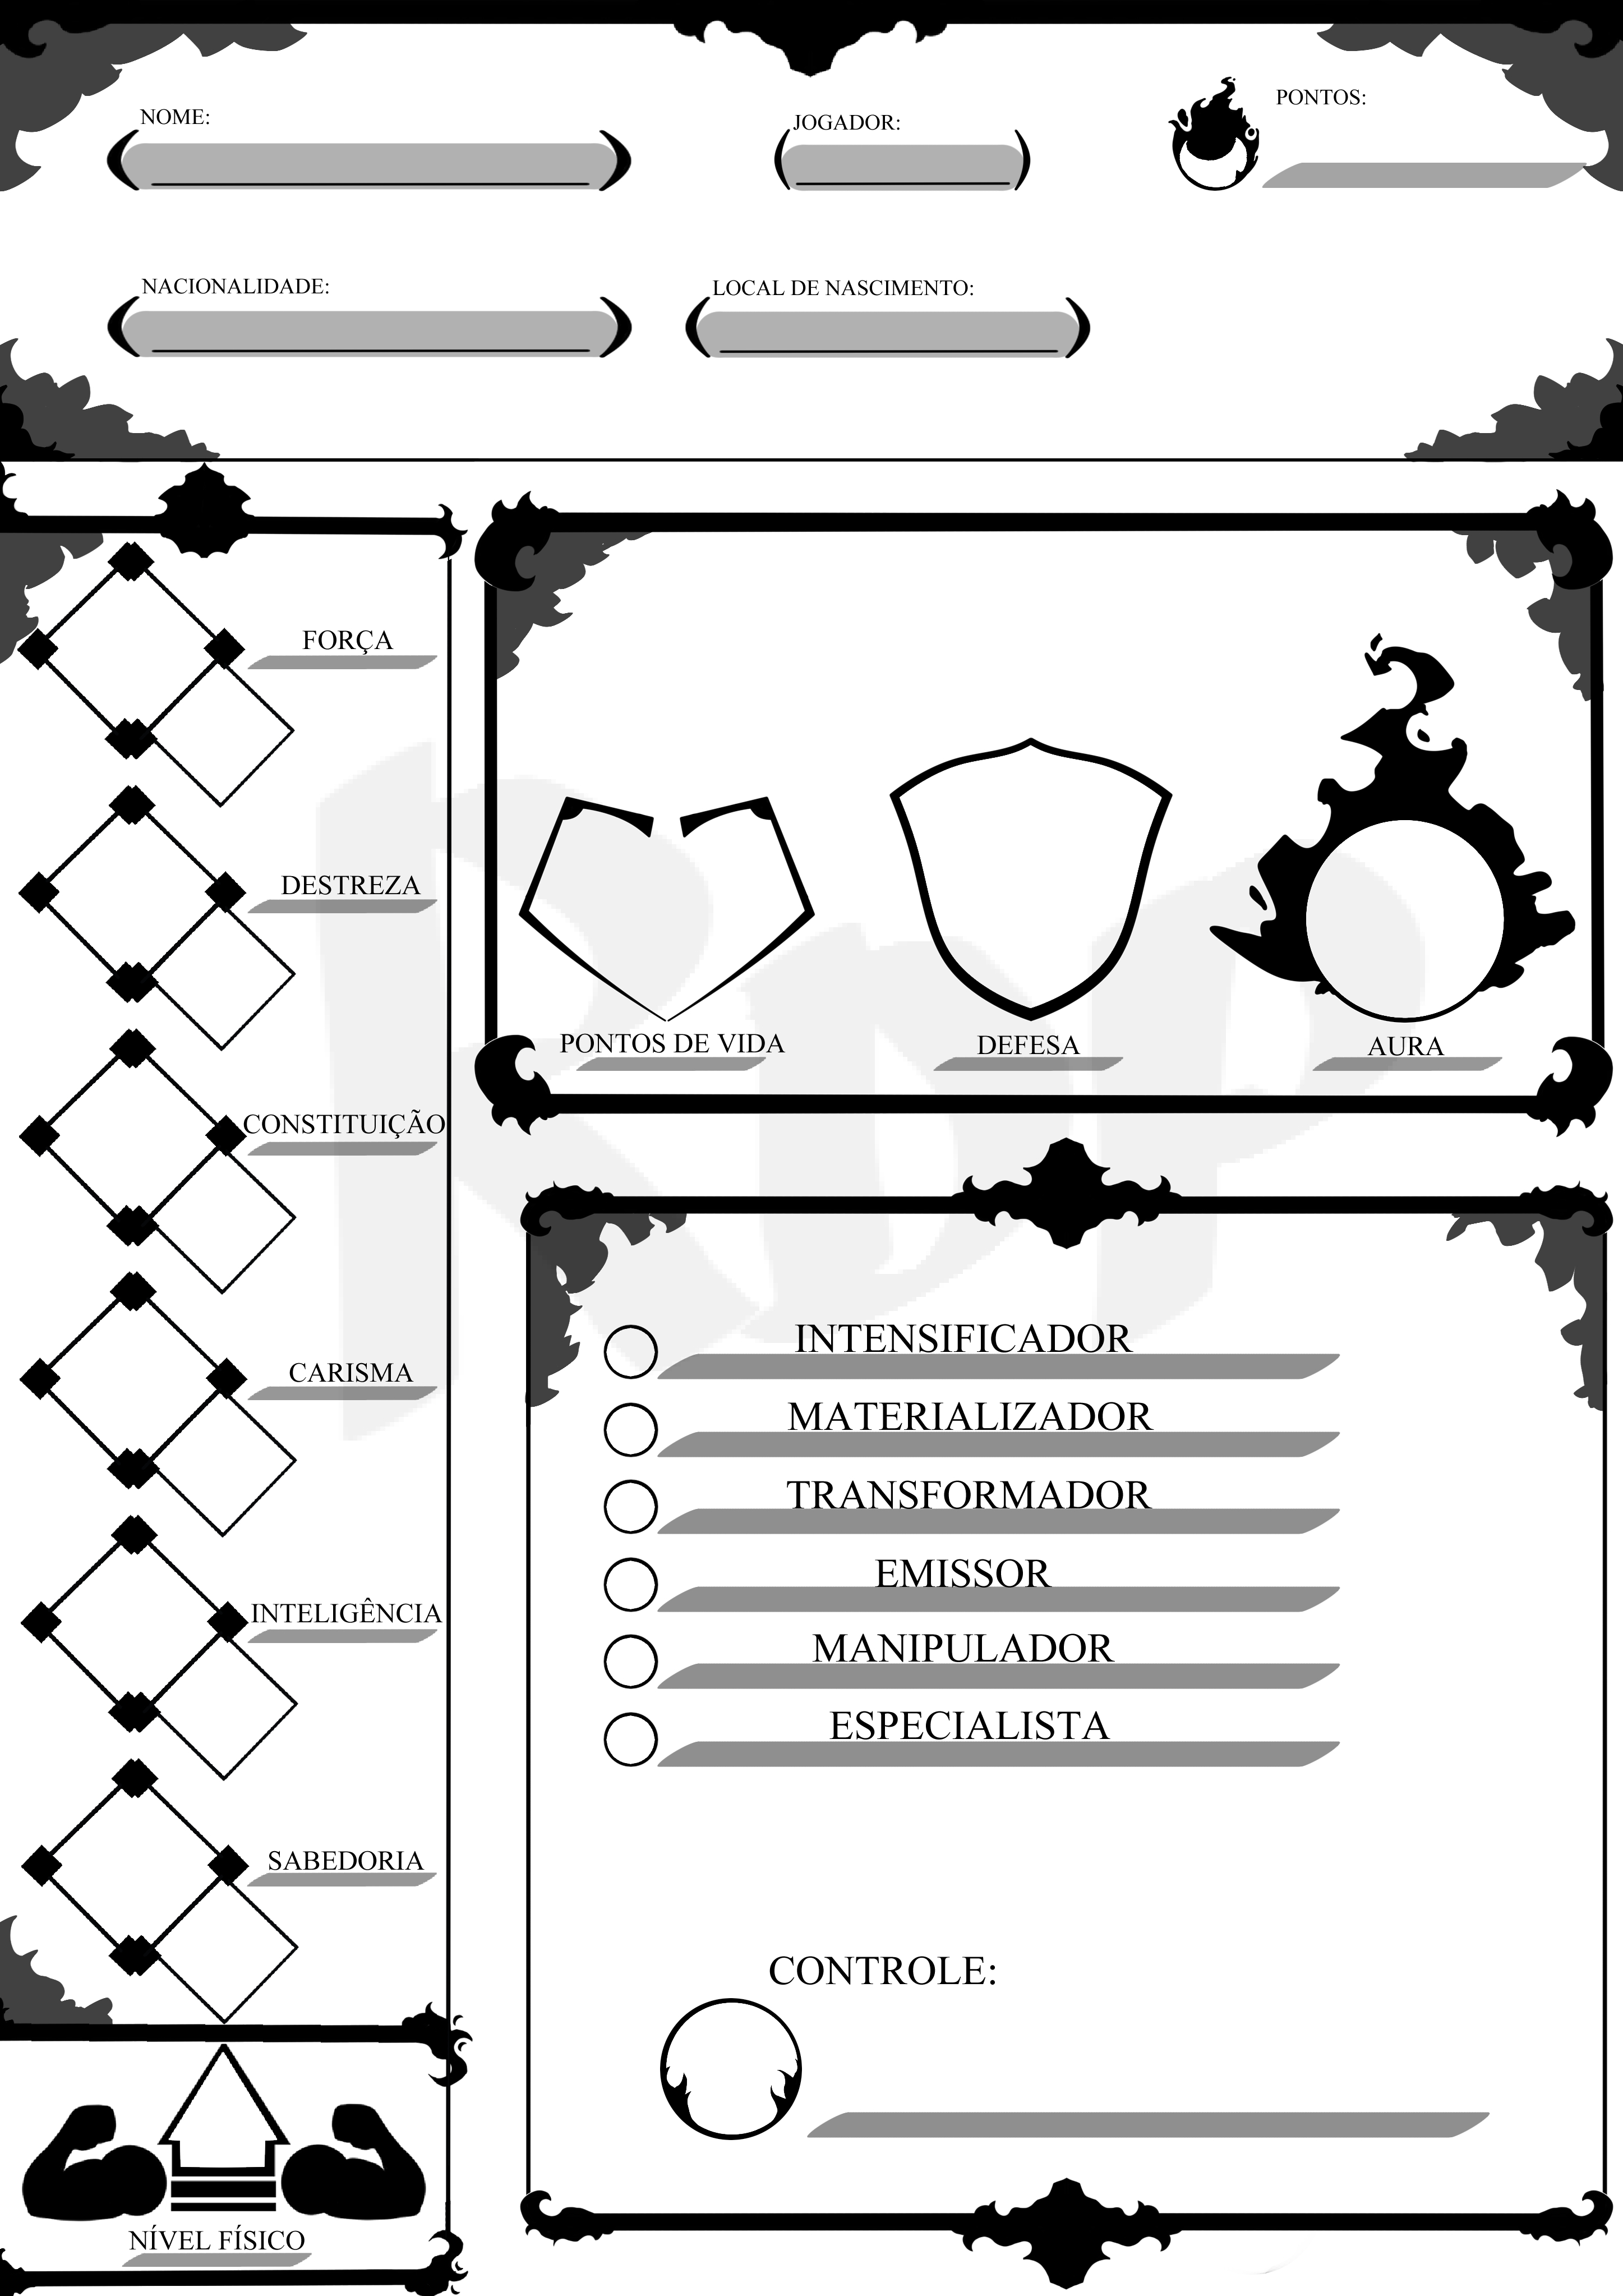 NOME:
JOGADOR:
PONTOS:
NACIONALIDADE:
LOCAL DE NASCIMENTO:
FORÇA
DESTREZA
CONSTITUIÇÃO
CARISMA
INTELIGÊNCIA
SABEDORIA
NÍVEL FÍSICO
PONTOS DE VIDA
DEFESA
AURA
RDP
INTENSIFICADOR
MATERIALIZADOR
TRANSFORMADOR
EMISSOR
MANIPULADOR
ESPECIALISTA
CONTROLE: